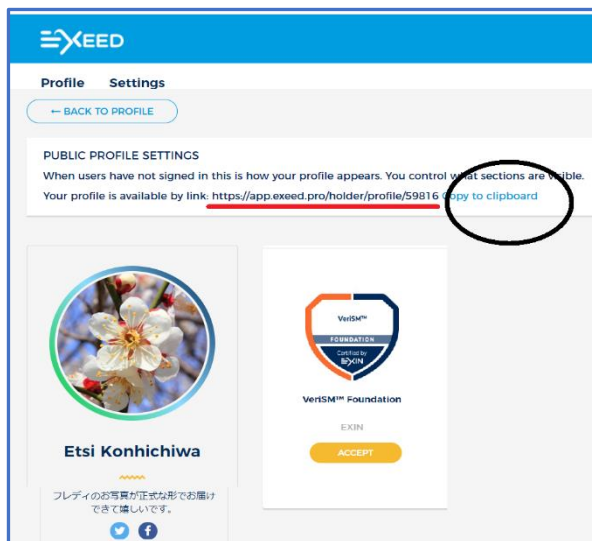 EXEED
Profile Settings
← BACK TO PROFILE
PUBLIC PROFILE SETTINGS
When users have not signed in this is how your profile appears. You control what sections are visible.
Your profile is available by link: https://app.exeed.pro/holder/profile/59816 Copy to clipboard
VeriSM™
FOUNDATION
Certified by
EXIN
VeriSM™ Foundation
EXIN
ACCEPT
Etsi Konhichiwa
フレディのお写真が正式な形でお届け
できて嬉しいです。